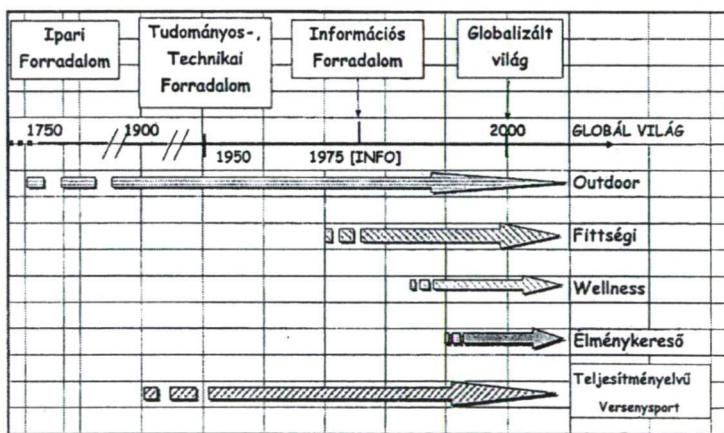 Ipari
Forradalom
Tudományos-,
Technikai
Forradalom
Információs
Forradalom
Globalizált
világ
1750
1900
1950
1975 [INFO]
2000
GLOBÁL VILÁG
Outdoor
Fittségi
Wellness
Élménykereső
Teljesítményelvű
Versenysport